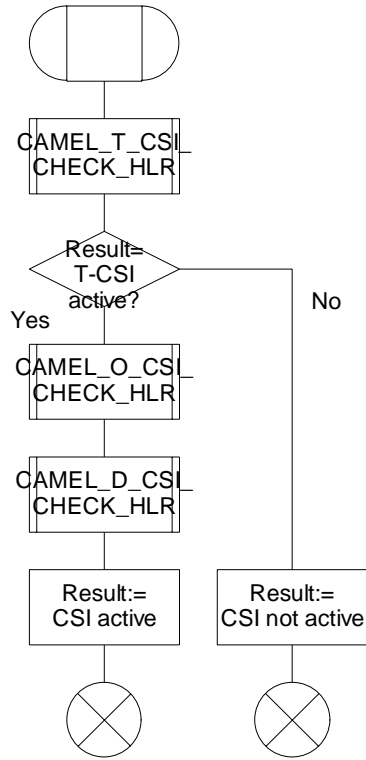 CAMEL_T_CSI_
CHECK_HLR
Result=
T-CSI
active?
Yes
No
CAMEL_O_CSI_
CHECK_HLR
CAMEL_D_CSI_
CHECK_HLR
Result:=
CSI active
Result:=
CSI not active